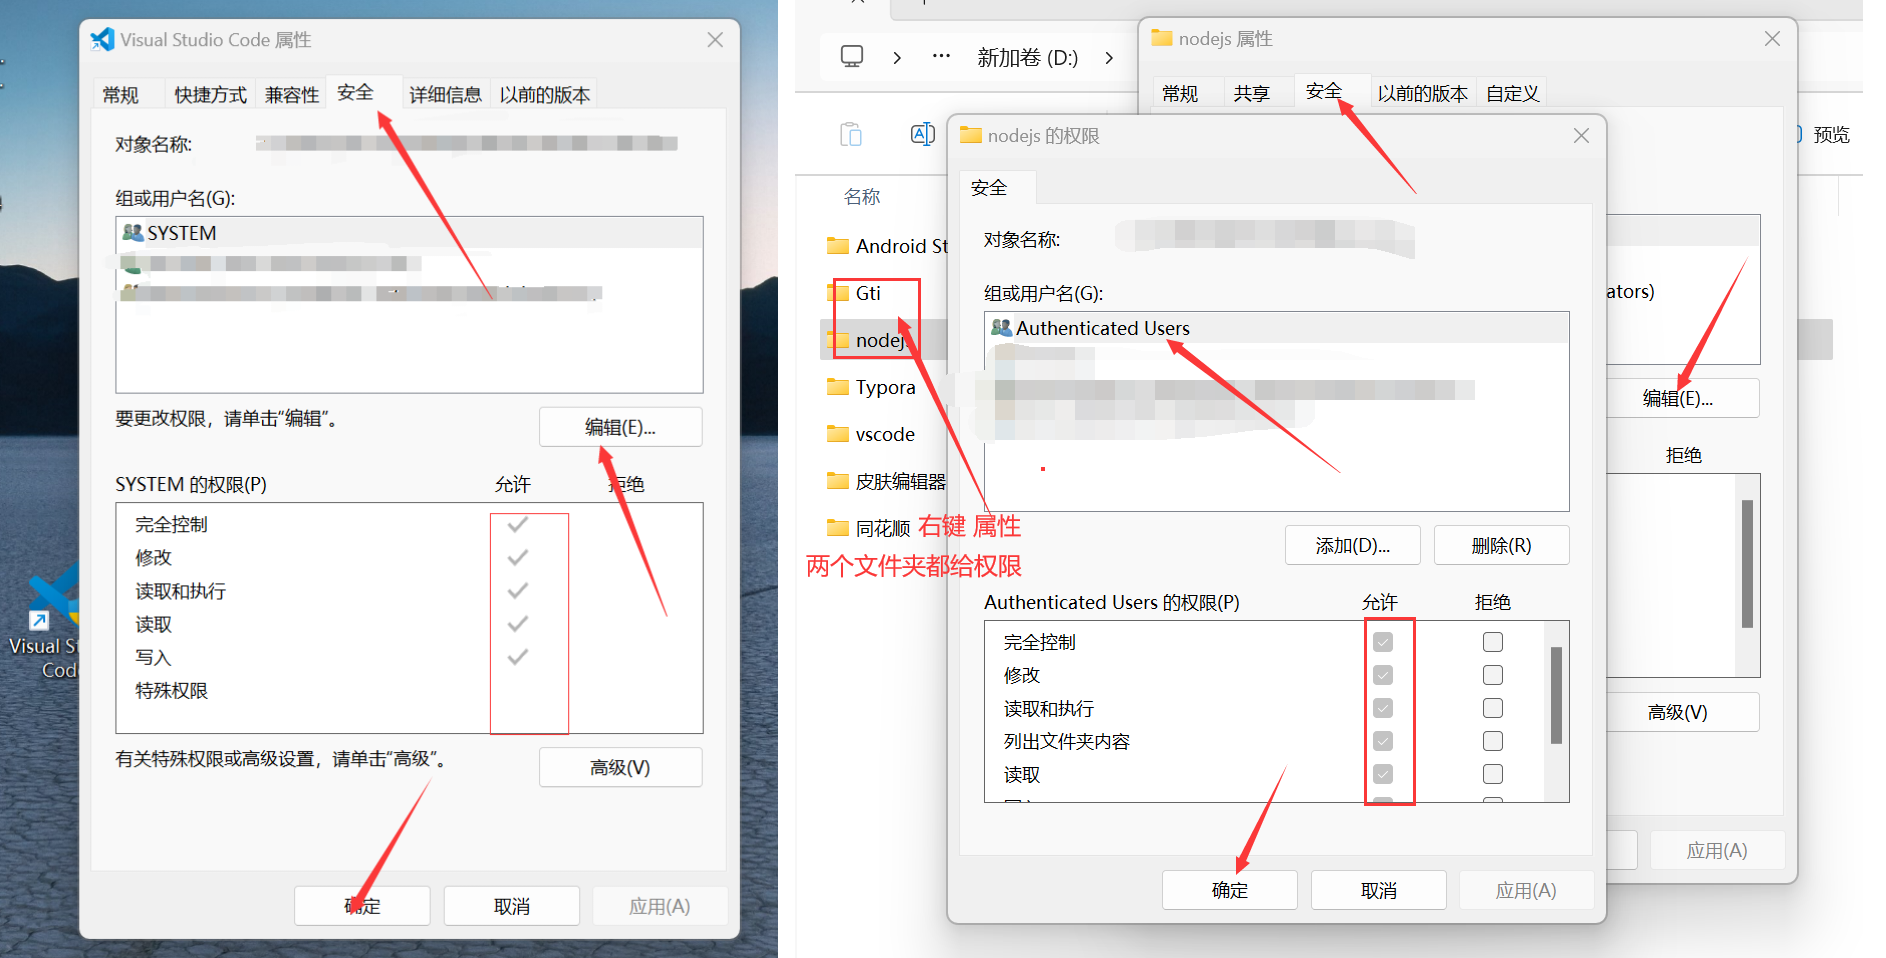 Visual Studio Code 属性
常规
快捷方式
兼容性
安全
详细信息
以前的版本
对象名称:
组或用户名(G):
SYSTEM
要更改权限，请单击“编辑”。
编辑(E)...
SYSTEM 的权限(P)
允许
拒绝
完全控制
修改
读取和执行
读取
写入
特殊权限
有关特殊权限或高级设置，请单击“高级”。
高级(V)
确定
取消
应用(A)
Visual St
Code
新加卷 (D:)
名称
Android St
Gti
nodejs
Typora
vscode
皮肤编辑器
同花顺
右键 属性
两个文件夹都给权限
预览
nodejs 属性
常规
共享
安全
以前的版本
自定义
ators)
编辑(E)...
拒绝
高级(V)
应用(A)
nodejs 的权限
安全
对象名称:
组或用户名(G):
Authenticated Users
添加(D)...
删除(R)
Authenticated Users 的权限(P)
允许
拒绝
完全控制
修改
读取和执行
列出文件夹内容
读取
确定
取消
应用(A)